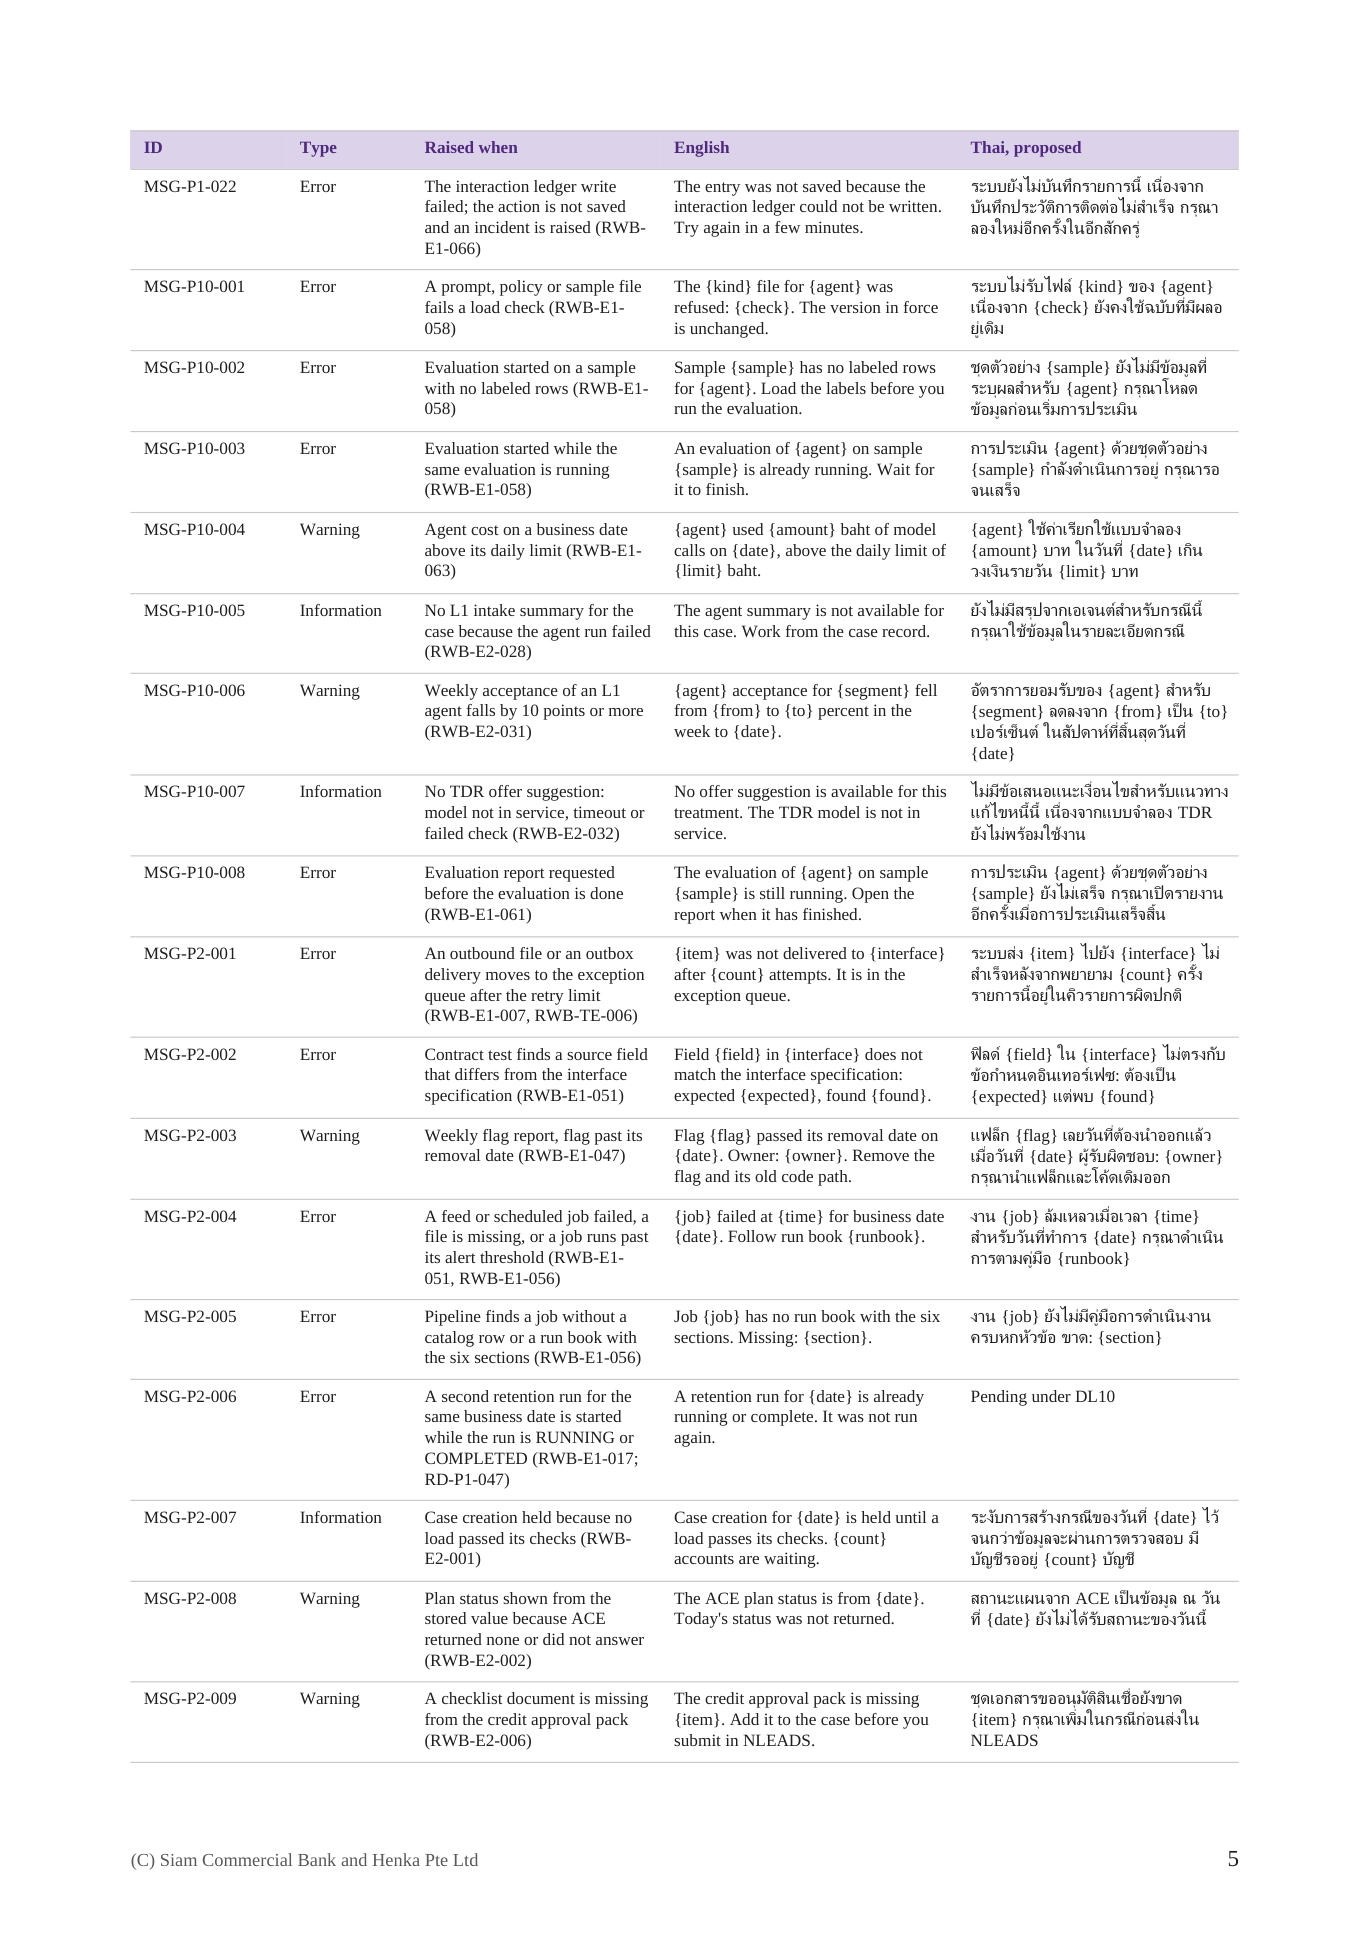 ID Type Raised when English Thai, proposed
MSG-P1-022 Error The interaction ledger write The entry was not saved because the ระบบยังไม่บันทึกรายการนี้ เนื่องจาก
failed; the action is not saved interaction ledger could not be written. บันทึกประวัติการติดต่อไม่สำเร็จ กรุณา
and an incident is raised (RWB- Try again in a few minutes. ลองใหม่อีกครั้งในอีกสักครู่
E1-066)
MSG-P10-001 Error A prompt, policy or sample file The {kind} file for {agent} was ระบบไม่รับไฟล์ {kind} ของ {agent}
fails a load check (RWB-E1- refused: {check}. The version in force เนื่องจาก {check} ยังคงใช้ฉบับที่มีผลอ
058) is unchanged. ยู่เดิม
MSG-P10-002 Error Evaluation started on a sample Sample {sample} has no labeled rows ชุดตัวอย่าง {sample} ยังไม่มีข้อมูลที่
with no labeled rows (RWB-E1- for {agent}. Load the labels before you ระบุผลสำหรับ {agent} กรุณาโหลด
058) run the evaluation. ข้อมูลก่อนเริ่มการประเมิน
MSG-P10-003 Error Evaluation started while the An evaluation of {agent} on sample การประเมิน {agent} ด้วยชุดตัวอย่าง
same evaluation is running {sample} is already running. Wait for {sample} กำลังดำเนินการอยู่ กรุณารอ
(RWB-E1-058) it to finish. จนเสร็จ
MSG-P10-004 Warning Agent cost on a business date {agent} used {amount} baht of model {agent} ใช้ค่าเรียกใช้แบบจำลอง
above its daily limit (RWB-E1- calls on {date}, above the daily limit of {amount} บาท ในวันที่ {date} เกิน
063) {limit} baht. วงเงินรายวัน {limit} บาท
MSG-P10-005 Information No L1 intake summary for the The agent summary is not available for ยังไม่มีสรุปจากเอเจนต์สำหรับกรณีนี้
case because the agent run failed this case. Work from the case record. กรุณาใช้ข้อมูลในรายละเอียดกรณี
(RWB-E2-028)
MSG-P10-006 Warning Weekly acceptance of an L1 {agent} acceptance for {segment} fell อัตราการยอมรับของ {agent} สำหรับ
agent falls by 10 points or more from {from} to {to} percent in the {segment} ลดลงจาก {from} เป็น {to}
(RWB-E2-031) week to {date}. เปอร์เซ็นต์ ในสัปดาห์ที่สิ้นสุดวันที่
{date}
MSG-P10-007 Information No TDR offer suggestion: No offer suggestion is available for this ไม่มีข้อเสนอแนะเงื่อนไขสำหรับแนวทาง
model not in service, timeout or treatment. The TDR model is not in แก้ไขหนี้นี้ เนื่องจากแบบจำลอง TDR
failed check (RWB-E2-032) service. ยังไม่พร้อมใช้งาน
MSG-P10-008 Error Evaluation report requested The evaluation of {agent} on sample การประเมิน {agent} ด้วยชุดตัวอย่าง
before the evaluation is done {sample} is still running. Open the {sample} ยังไม่เสร็จ กรุณาเปิดรายงาน
(RWB-E1-061) report when it has finished. อีกครั้งเมื่อการประเมินเสร็จสิ้น
MSG-P2-001 Error An outbound file or an outbox {item} was not delivered to {interface} ระบบส่ง {item} ไปยัง {interface} ไม่
delivery moves to the exception after {count} attempts. It is in the สำเร็จหลังจากพยายาม {count} ครั้ง
queue after the retry limit exception queue. รายการนี้อยู่ในคิวรายการผิดปกติ
(RWB-E1-007, RWB-TE-006)
MSG-P2-002 Error Contract test finds a source field Field {field} in {interface} does not ฟิลด์ {field} ใน {interface} ไม่ตรงกับ
that differs from the interface match the interface specification: ข้อกำหนดอินเทอร์เฟซ: ต้องเป็น
specification (RWB-E1-051) expected {expected}, found {found}. {expected} แต่พบ {found}
MSG-P2-003 Warning Weekly flag report, flag past its Flag {flag} passed its removal date on แฟล็ก {flag} เลยวันที่ต้องนำออกแล้ว
removal date (RWB-E1-047) {date}. Owner: {owner}. Remove the เมื่อวันที่ {date} ผู้รับผิดชอบ: {owner}
flag and its old code path. กรุณานำแฟล็กและโค้ดเดิมออก
MSG-P2-004 Error A feed or scheduled job failed, a {job} failed at {time} for business date งาน {job} ล้มเหลวเมื่อเวลา {time}
file is missing, or a job runs past {date}. Follow run book {runbook}. สำหรับวันที่ทำการ {date} กรุณาดำเนิน
its alert threshold (RWB-E1- การตามคู่มือ {runbook}
051, RWB-E1-056)
MSG-P2-005 Error Pipeline finds a job without a Job {job} has no run book with the six งาน {job} ยังไม่มีคู่มือการดำเนินงาน
catalog row or a run book with sections. Missing: {section}. ครบหกหัวข้อ ขาด: {section}
the six sections (RWB-E1-056)
MSG-P2-006 Error A second retention run for the A retention run for {date} is already Pending under DL10
same business date is started running or complete. It was not run
while the run is RUNNING or again.
COMPLETED (RWB-E1-017;
RD-P1-047)
MSG-P2-007 Information Case creation held because no Case creation for {date} is held until a ระงับการสร้างกรณีของวันที่ {date} ไว้
load passed its checks (RWB- load passes its checks. {count} จนกว่าข้อมูลจะผ่านการตรวจสอบ มี
E2-001) accounts are waiting. บัญชีรออยู่ {count} บัญชี
MSG-P2-008 Warning Plan status shown from the The ACE plan status is from {date}. สถานะแผนจาก ACE เป็นข้อมูล ณ วัน
stored value because ACE Today's status was not returned. ที่ {date} ยังไม่ได้รับสถานะของวันนี้
returned none or did not answer
(RWB-E2-002)
MSG-P2-009 Warning A checklist document is missing The credit approval pack is missing ชุดเอกสารขออนุมัติสินเชื่อยังขาด
from the credit approval pack {item}. Add it to the case before you {item} กรุณาเพิ่มในกรณีก่อนส่งใน
(RWB-E2-006) submit in NLEADS. NLEADS
(C) Siam Commercial Bank and Henka Pte Ltd 5